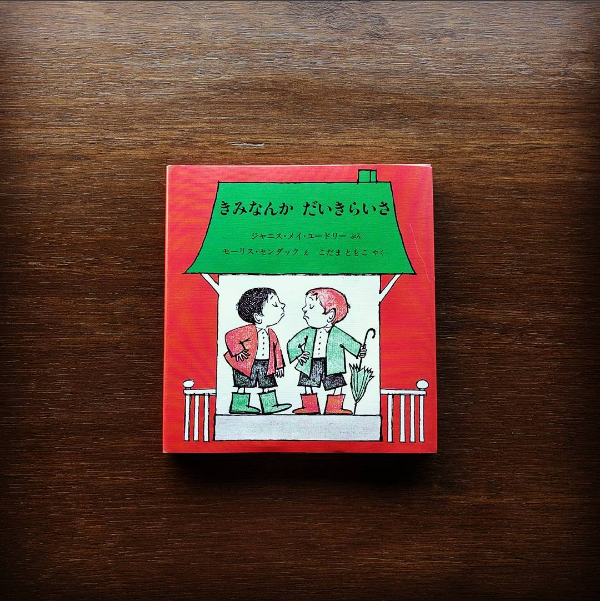 きみなんか だいきらいさ
ジャニス・メイ・ユードリー ぶん
モーリス・センダック え こだま ともこ やく